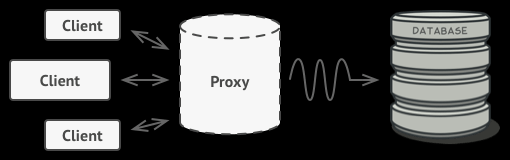 Client
Client
Client
Proxy
DATABASE